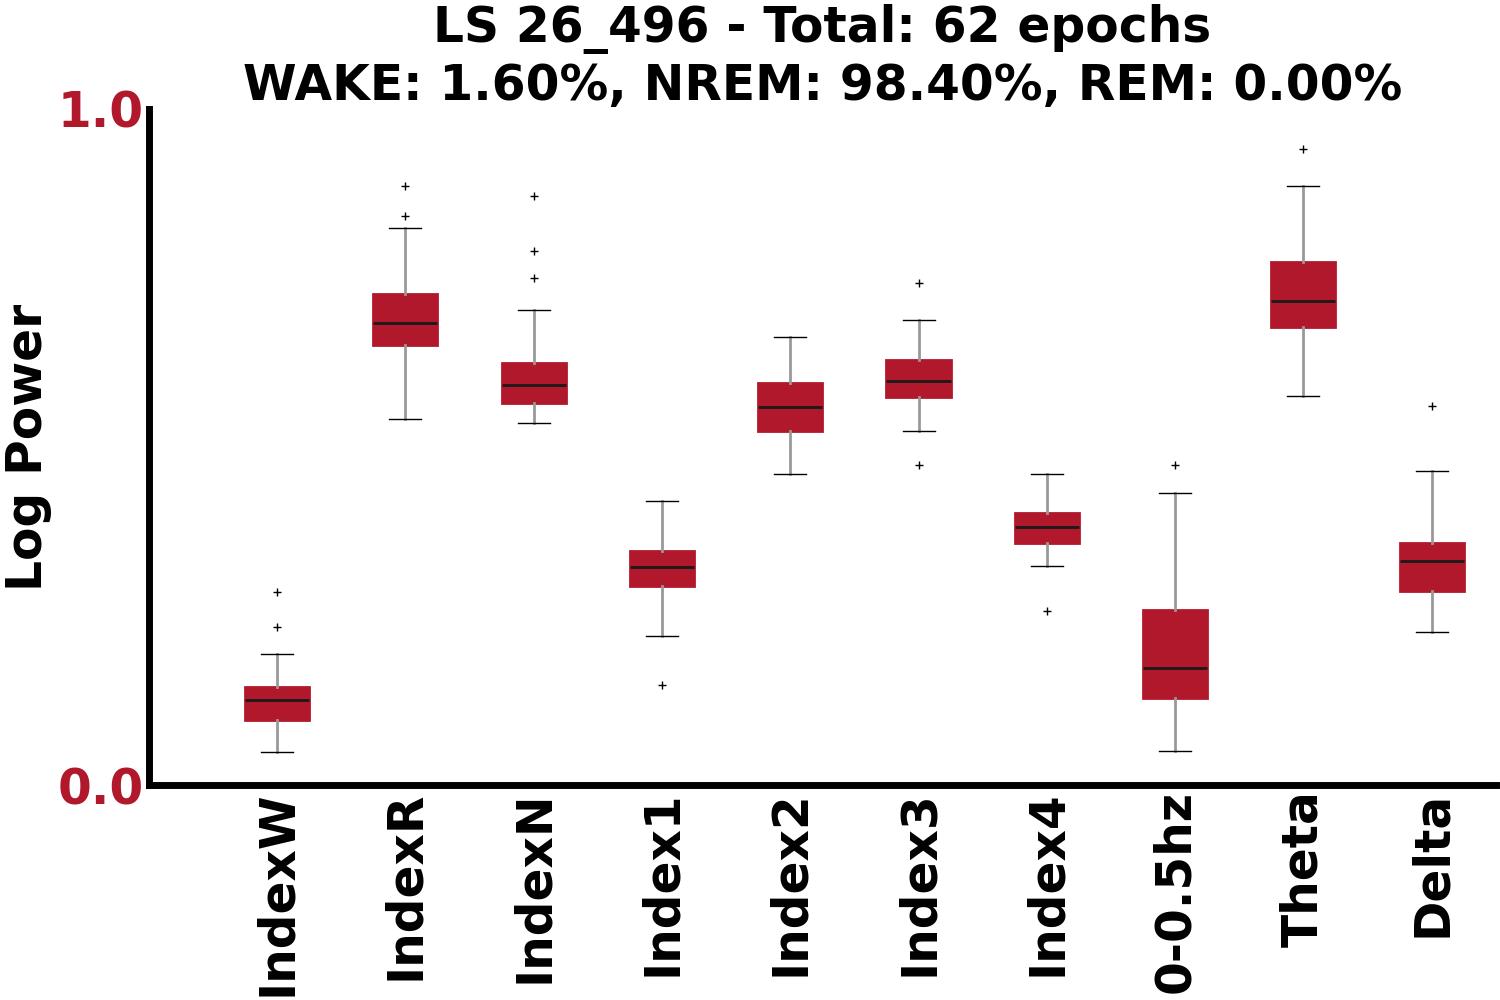 LS 26_496 - Total: 62 epochs
WAKE: 1.60%, NREM: 98.40%, REM: 0.00%
1.0
Log Power
0.0
IndexW
IndexR
IndexN
Index1
Index2
Index3
Index4
0-0.5hz
Theta
Delta